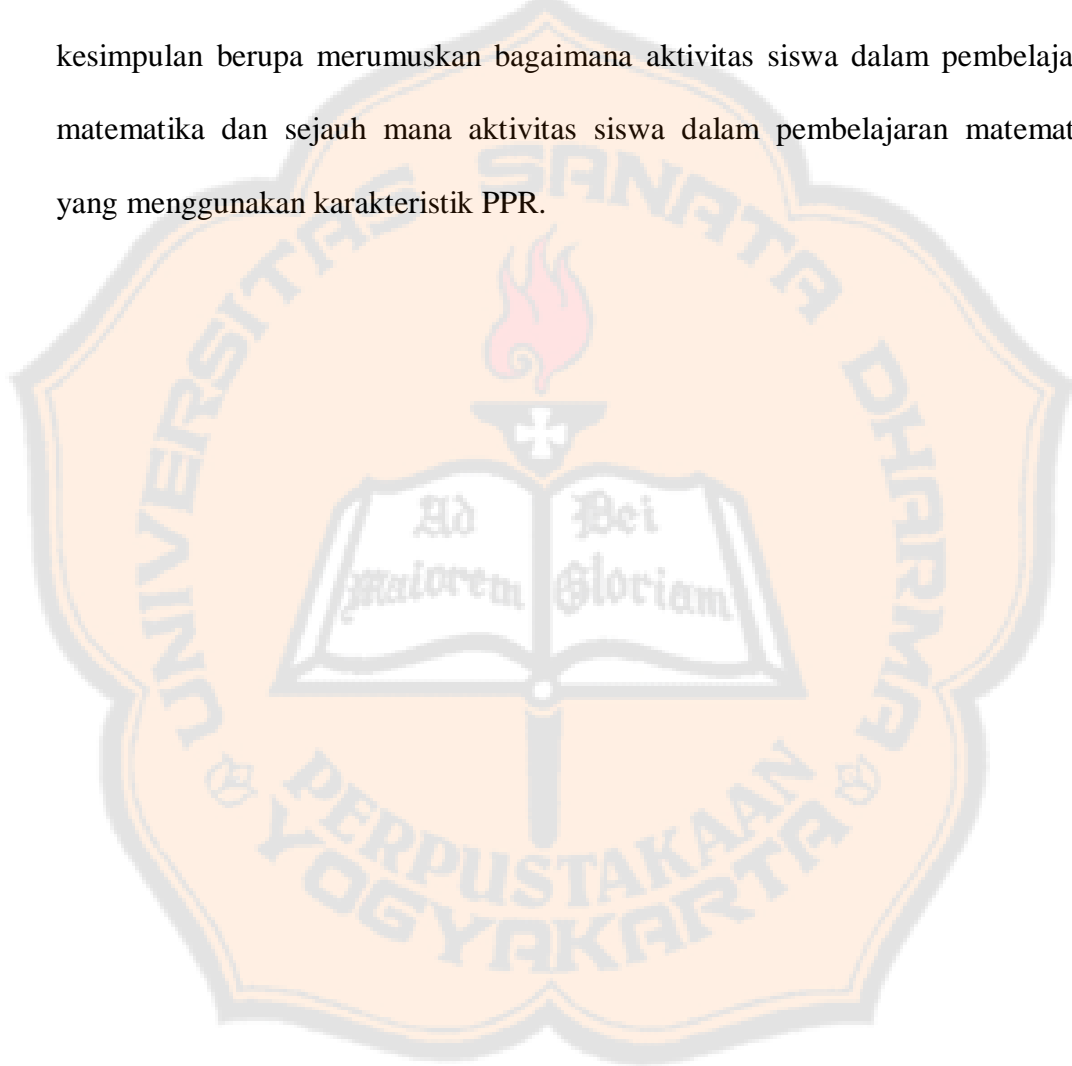 kesimpulan berupa merumuskan bagaimana aktivitas siswa dalam pembelaja
matematika dan sejauh mana aktivitas siswa dalam pembelajaran matemat
yang menggunakan karakteristik PPR.
UNIVERSITAS SANATA DHARMA
Ad
Maiorem
Dei
Gloriam
PERPUSTAKAAN
YOGYAKARTA